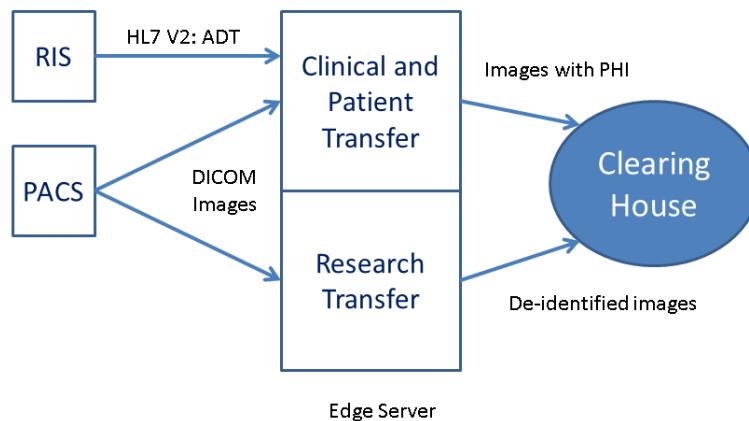 RIS
HL7 V2: ADT
Clinical and
Patient
Transfer
Images with PHI
Clearing
House
PACS
DICOM
Images
Research
Transfer
De-identified images
Edge Server